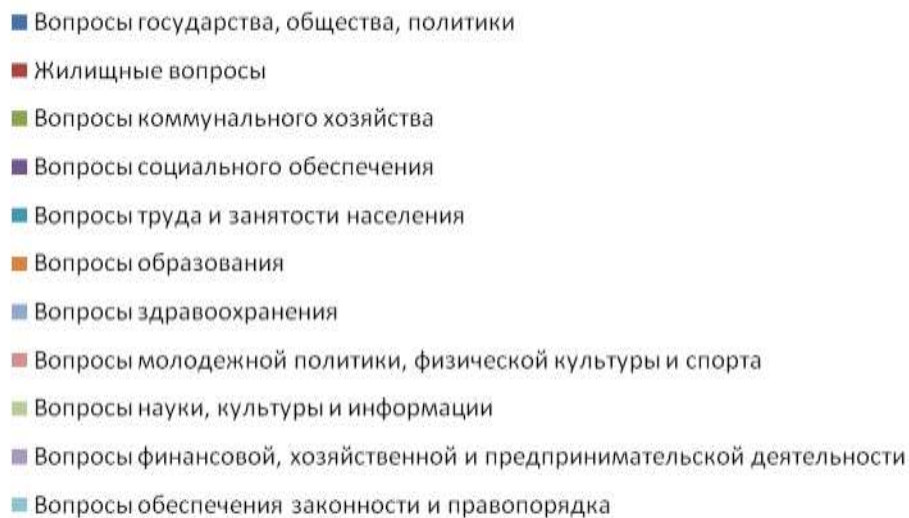 Вопросы государства, общества, политики
Жилищные вопросы
Вопросы коммунального хозяйства
Вопросы социального обеспечения
Вопросы труда и занятости населения
Вопросы образования
Вопросы здравоохранения
Вопросы молодежной политики, физической культуры и спорта
Вопросы науки, культуры и информации
Вопросы финансовой, хозяйственной и предпринимательской деятельности
Вопросы обеспечения законности и правопорядка